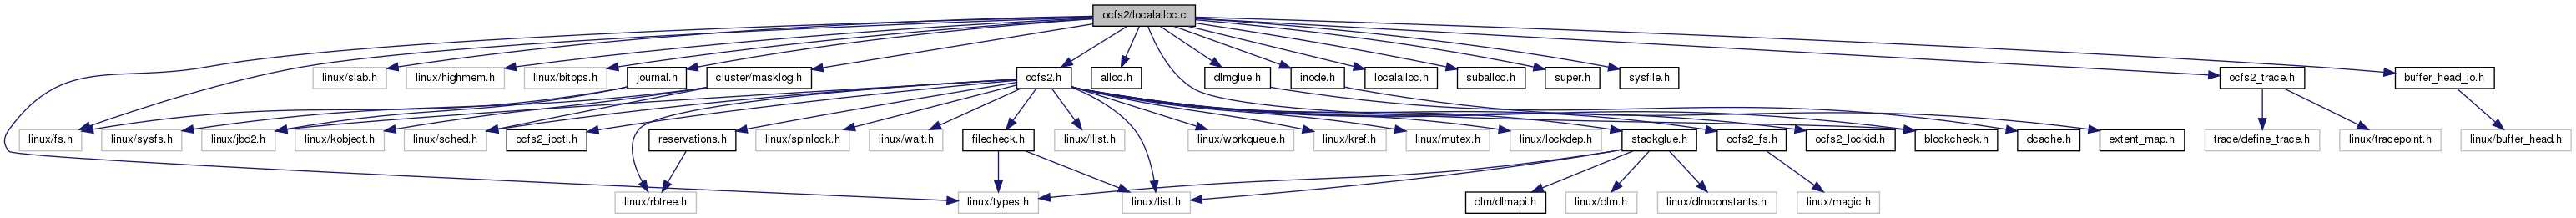 ocfs2/localalloc.c
linux/slab.h
linux/highmem.h
linux/bitops.h
journal.h
cluster/masklog.h
ocfs2.h
alloc.h
dlmglue.h
inode.h
localalloc.h
suballoc.h
super.h
sysfile.h
ocfs2_trace.h
buffer_head_io.h
linux/fs.h
linux/sysfs.h
linux/jbd2.h
linux/kobject.h
linux/sched.h
ocfs2_ioctl.h
reservations.h
linux/spinlock.h
linux/wait.h
filecheck.h
linux/llist.h
linux/workqueue.h
linux/kref.h
linux/mutex.h
linux/lockdep.h
stackglue.h
ocfs2_fs.h
ocfs2_lockid.h
blockcheck.h
dcache.h
extent_map.h
trace/define_trace.h
linux/tracepoint.h
linux/buffer_head.h
linux/rbtree.h
linux/types.h
linux/list.h
dlm/dlmapi.h
linux/dlm.h
linux/dlmconstants.h
linux/magic.h